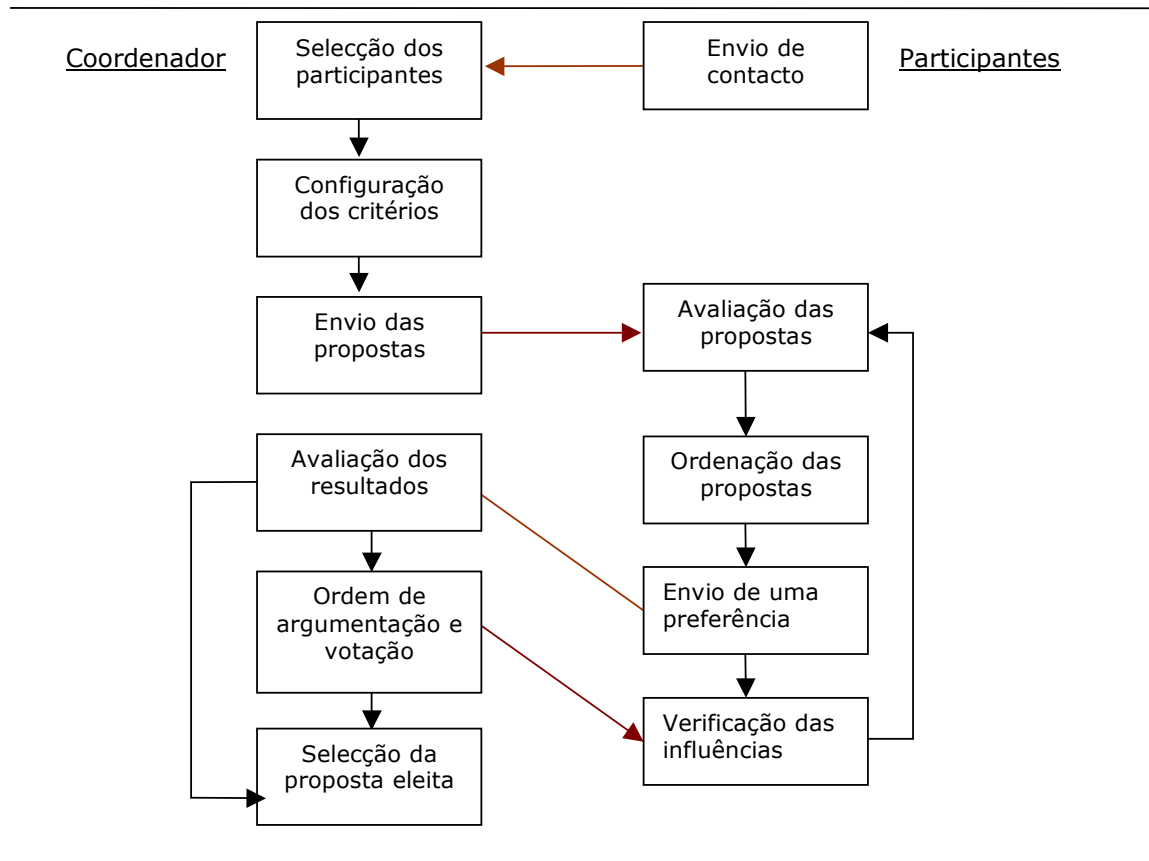 Coordenador
Selecção dos
participantes
Envio de
contacto
Participantes
Configuração
dos critérios
Envio das
propostas
Avaliação das
propostas
Avaliação dos
resultados
Ordenação das
propostas
Ordem de
argumentação e
votação
Envio de uma
preferência
Selecção da
proposta eleita
Verificação das
influências